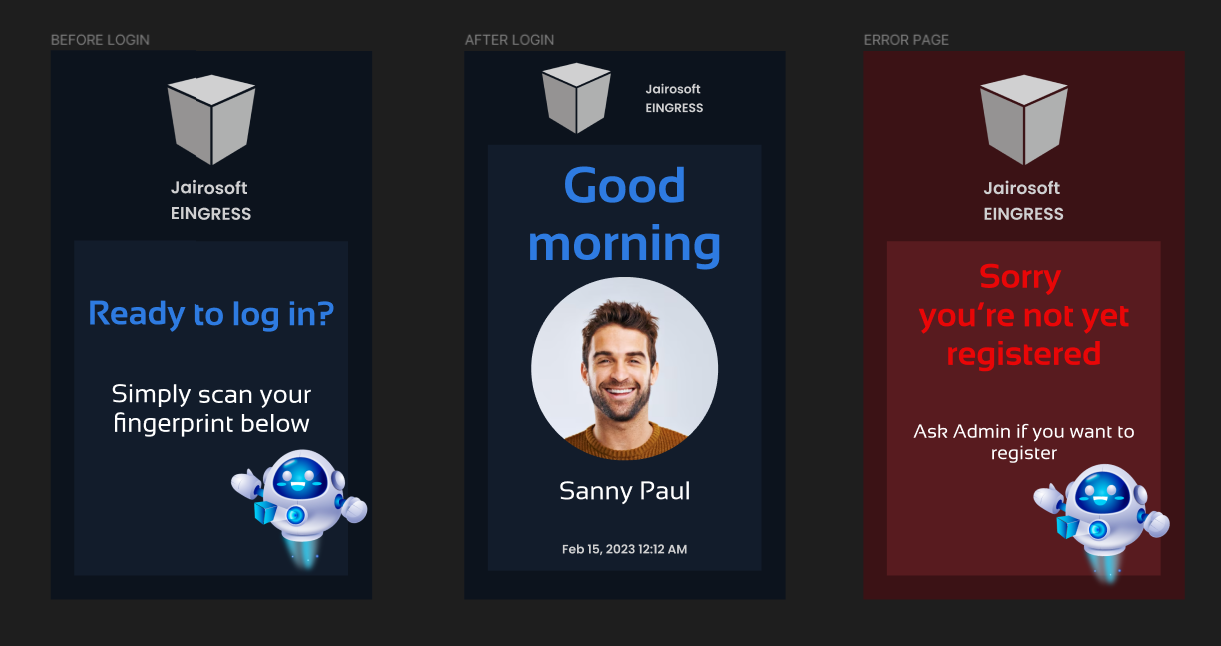 BEFORE LOGIN
Jairosoft
EINGRESS
Ready to log in?
Simply scan your
fingerprint below
AFTER LOGIN
Jairosoft
EINGRESS
Good
morning
Sanny Paul
Feb 15, 2023 12:12 AM
ERROR PAGE
Jairosoft
EINGRESS
Sorry
you're not yet
registered
Ask Admin if you want to
register